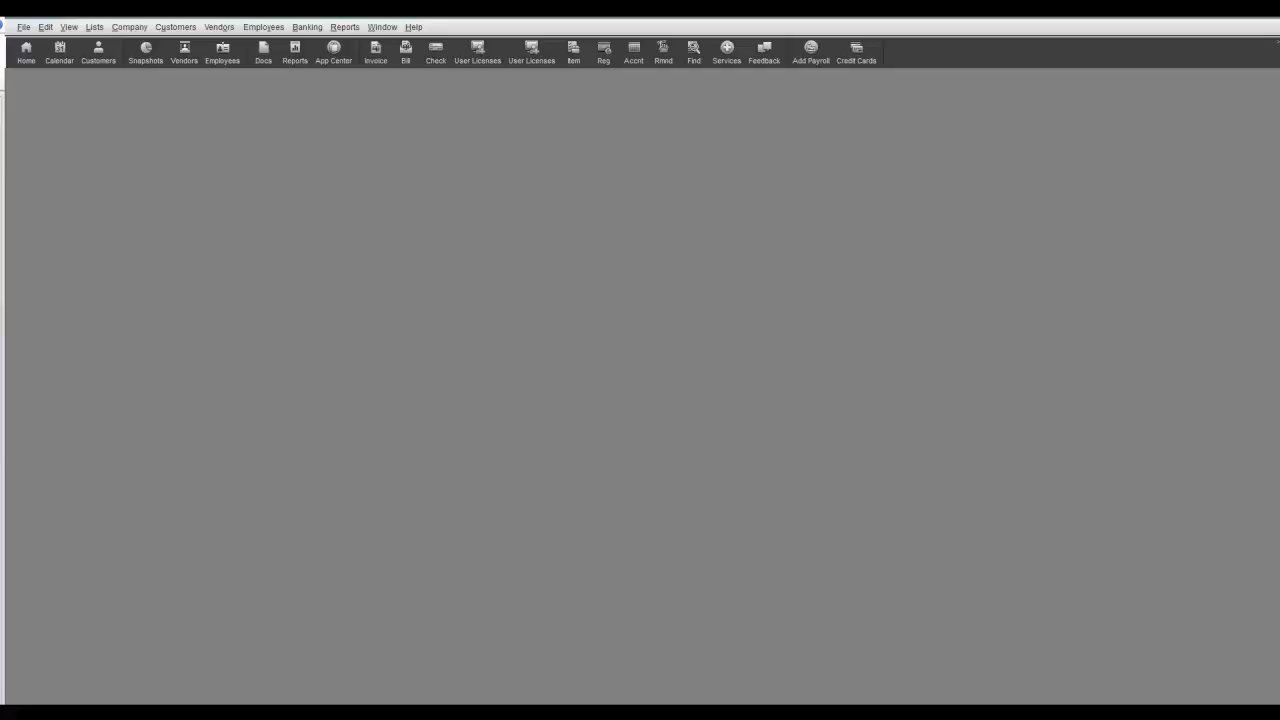 File Edit View Lists Company Customers Vendors Employees Banking Reports Window Help
Home Calendar Customers Snapshots Vendors Employees Docs Reports App Center Invoice Bill Check User Licenses User Licenses Item Reg Accnt Rmnd Find Services Feedback Add Payroll Credit Cards